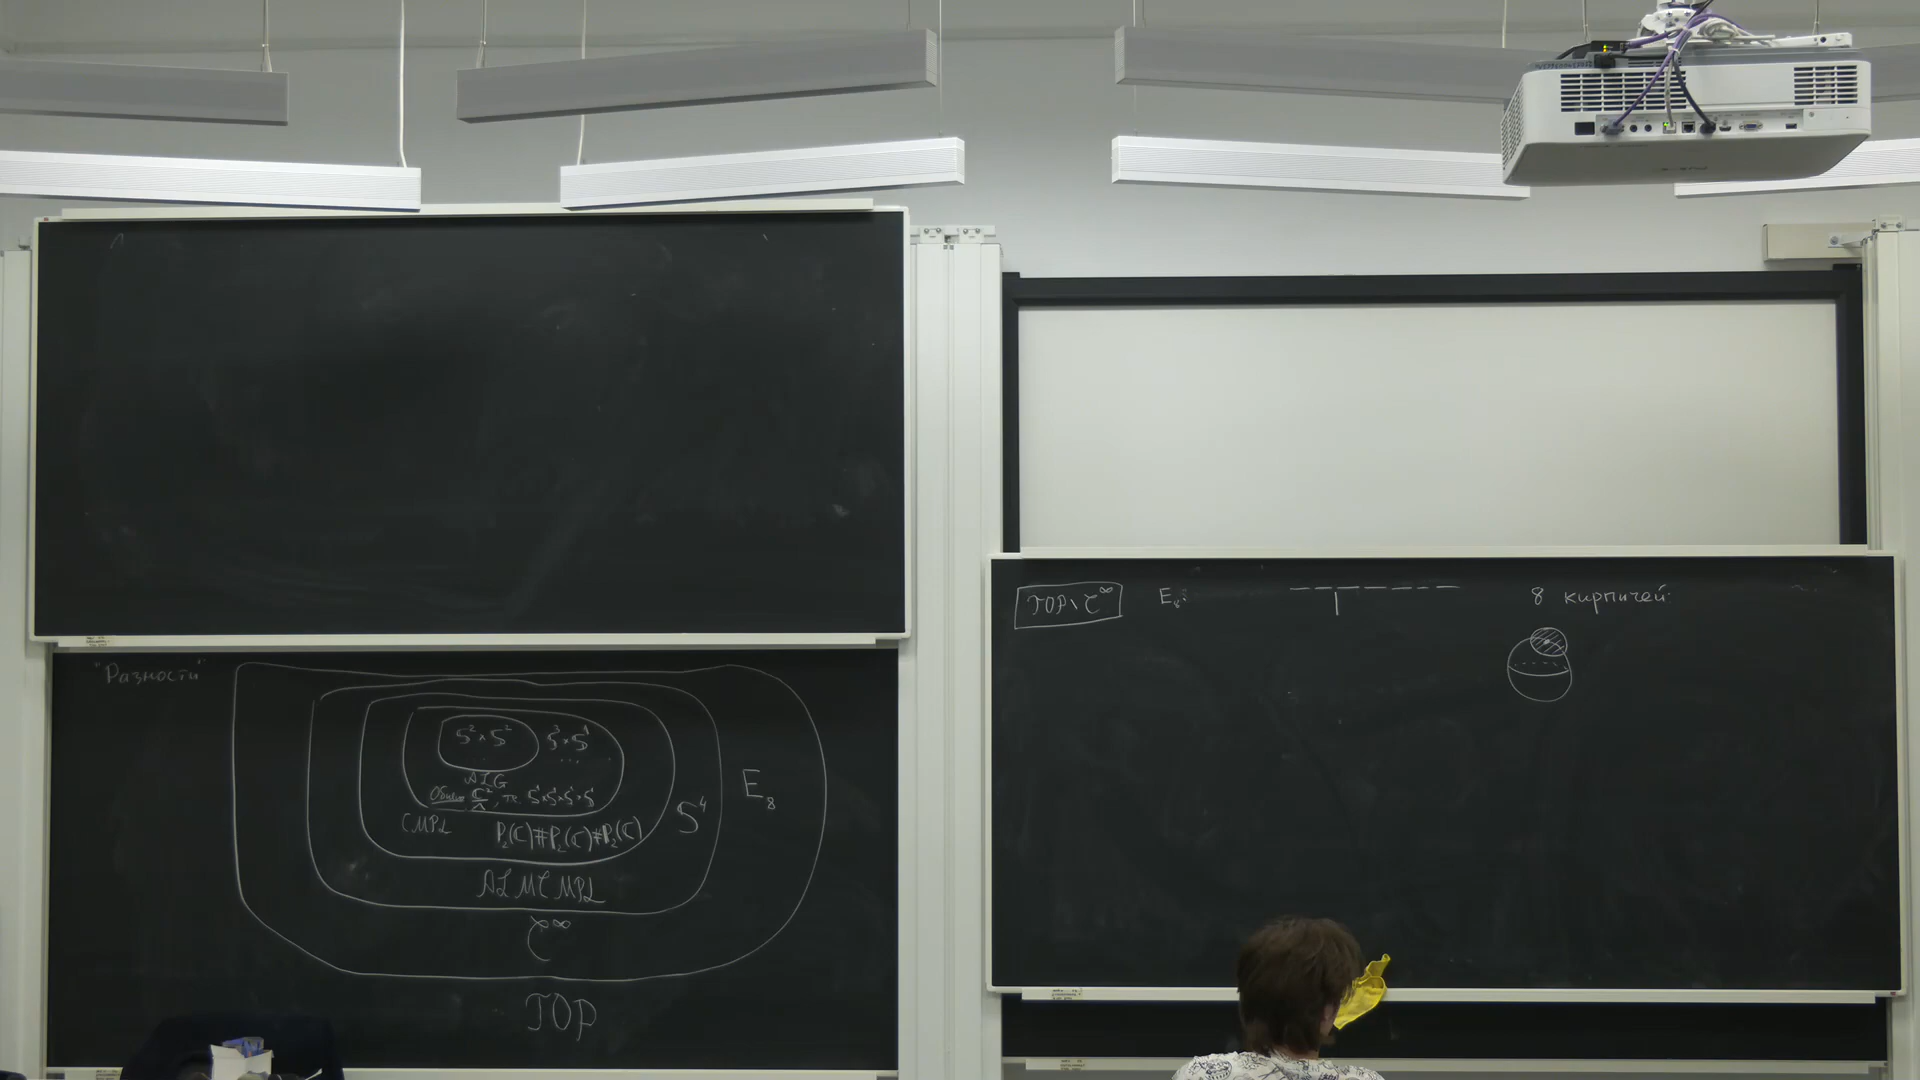 "Разности"
S² × S² S³ × S¹
...
ALG
Общие ℂ²/Λ, те S¹×S¹×S¹×S¹
CMPL P₂(ℂ)#P₂(ℂ)#P₂(ℂ) S⁴ E₈
ALMCMPL
C^∞
TOP
TOP \ C^∞ E₈: 8 кирпичей: